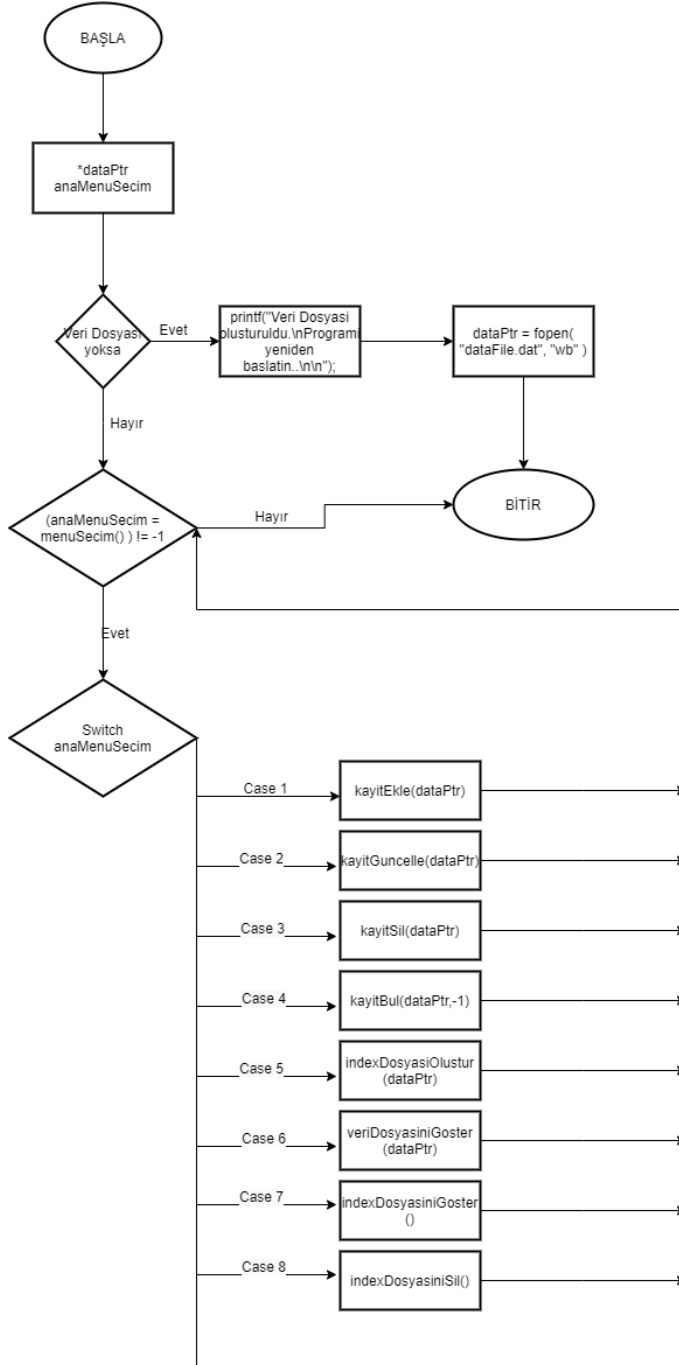 BAŞLA
*dataPtr
anaMenuSecim
Veri Dosyası
yoksa
Evet
printf("Veri Dosyasi
olusturuldu.\nProgrami
yeniden
baslatin..\n\n");
dataPtr = fopen(
"dataFile.dat", "wb" )
Hayır
(anaMenuSecim =
menuSecim() ) != -1
Hayır
BİTİR
Evet
Switch
anaMenuSecim
Case 1
kayitEkle(dataPtr)
Case 2
kayitGuncelle(dataPtr)
Case 3
kayitSil(dataPtr)
Case 4
kayitBul(dataPtr,-1)
Case 5
indexDosyasiOlustur
(dataPtr)
Case 6
veriDosyasiniGoster
(dataPtr)
Case 7
indexDosyasiniGoster
()
Case 8
indexDosyasiniSil()